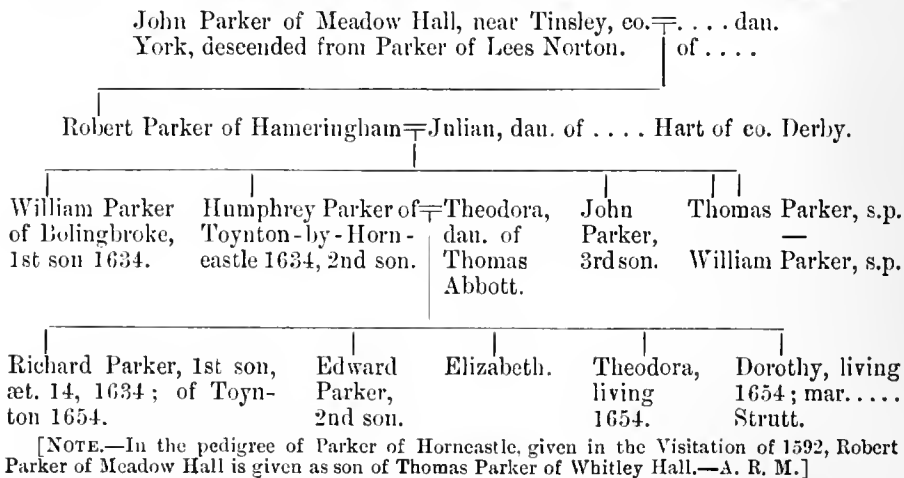 John Parker of Meadow Hall, near Tinsley, co.=. . . . dau.
York, descended from Parker of Lees Norton. of . . . .
Robert Parker of Hameringham=Julian, dau. of . . . . Hart of co. Derby.
William Parker
of Bolingbroke,
1st son 1634.
Humphrey Parker of=Theodora,
Toynton-by-Horn-
castle 1634, 2nd son.
dau. of
Thomas
Abbott.
John
Parker,
3rd son.
Thomas Parker, s.p.
—
William Parker, s.p.
Richard Parker, 1st son,
æt. 14, 1634 ; of Toyn-
ton 1654.
Edward
Parker,
2nd son.
Elizabeth.
Theodora,
living
1654.
Dorothy, living
1654 ; mar. . . . .
Strutt.
[NOTE.—In the pedigree of Parker of Horncastle, given in the Visitation of 1592, Robert
Parker of Meadow Hall is given as son of Thomas Parker of Whitley Hall.—A. R. M.]